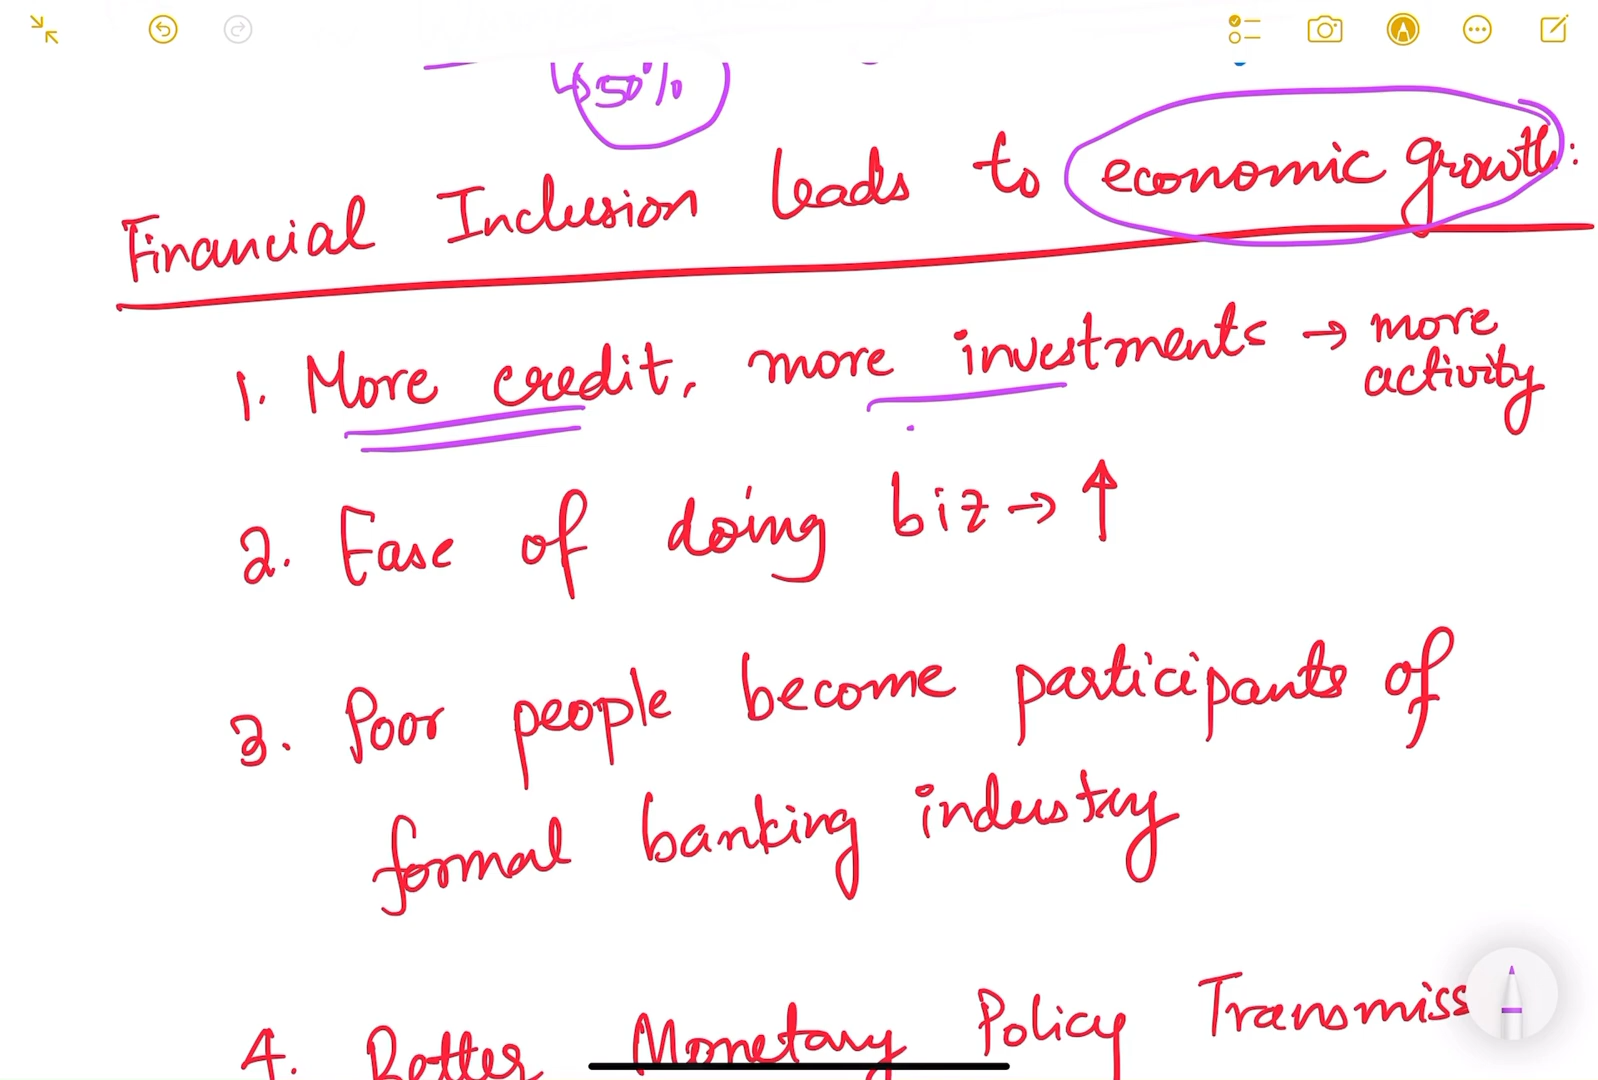 ↳ 50%
Financial Inclusion leads to economic growth:
1. More credit, more investments → more activity
2. Ease of doing biz → ↑
3. Poor people become participants of
formal banking industry
4. Better Monetary Policy Transmiss